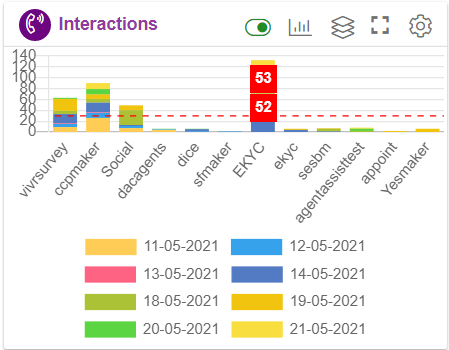 Interactions
140
120
100
80
60
40
20
0
53
52
vivrsurvey
ccpmaker
Social
dacagents
dice
sfmaker
EKYC
ekyc
sesbm
agentassisttest
appoint
Yesmaker
11-05-2021 12-05-2021
13-05-2021 14-05-2021
18-05-2021 19-05-2021
20-05-2021 21-05-2021